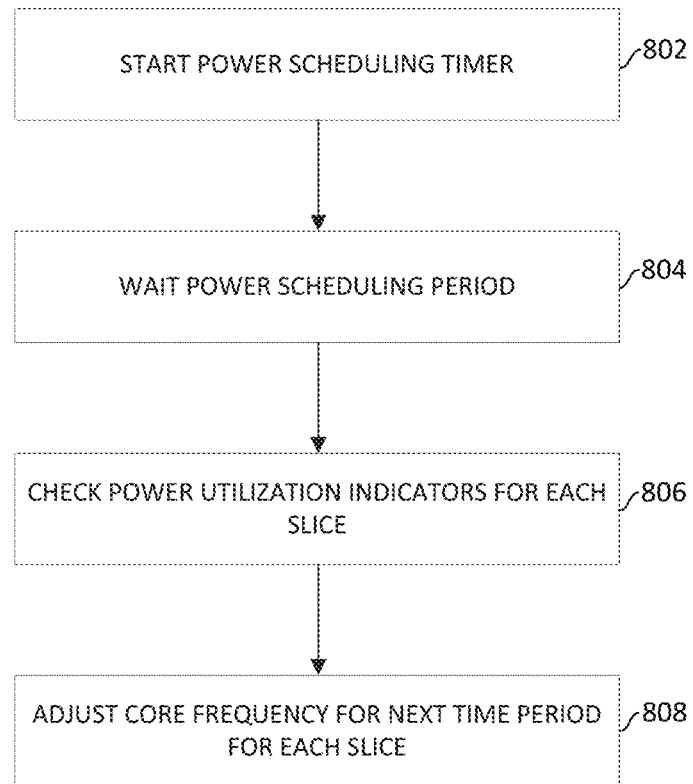 START POWER SCHEDULING TIMER
802
WAIT POWER SCHEDULING PERIOD
804
CHECK POWER UTILIZATION INDICATORS FOR EACH
SLICE
806
ADJUST CORE FREQUENCY FOR NEXT TIME PERIOD
FOR EACH SLICE
808